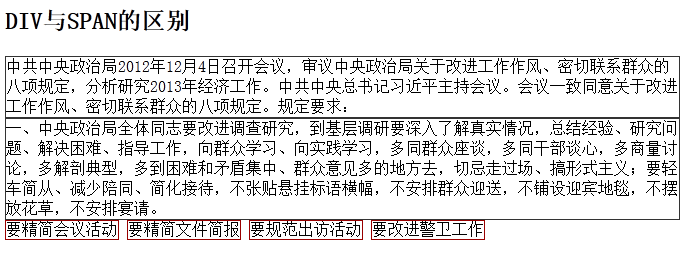 DIV与SPAN的区别
中共中央政治局2012年12月4日召开会议，审议中央政治局关于改进工作作风、密切联系群众的
八项规定，分析研究2013年经济工作。中共中央总书记习近平主持会议。会议一致同意关于改进
工作作风、密切联系群众的八项规定。规定要求：
一、中央政治局全体同志要改进调查研究，到基层调研要深入了解真实情况，总结经验、研究问
题、解决困难、指导工作，向群众学习、向实践学习，多同群众座谈，多同干部谈心，多商量讨
论，多解剖典型，多到困难和矛盾集中、群众意见多的地方去，切忌走过场、搞形式主义；要轻
车简从、减少陪同、简化接待，不张贴悬挂标语横幅，不安排群众迎送，不铺设迎宾地毯，不摆
放花草，不安排宴请。
要精简会议活动 要精简文件简报 要规范出访活动 要改进警卫工作